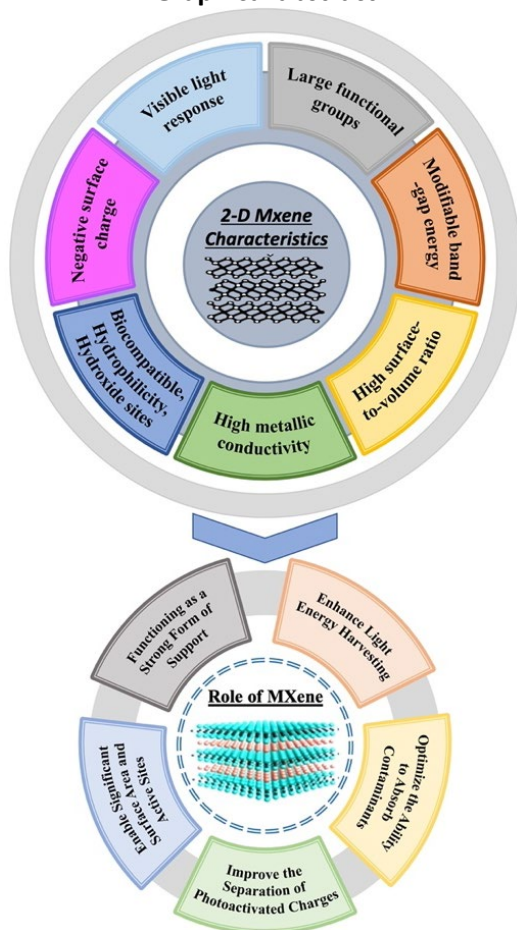 Visible light
response
Large functional
groups
Modifiable band
-gap energy
High surface-
to-volume ratio
High metallic
conductivity
Biocompatible,
Hydrophilicity,
Hydroxide sites
Negative surface
charge
2-D Mxene
Characteristics
Functioning as a
Strong Form of
Support
Enhance Light
Energy Harvesting
Optimize the Ability
to Absorb
Contaminants
Improve the
Separation of
Photoactivated Charges
Enable Significant
Surface Area and
Active Sites
Role of MXene